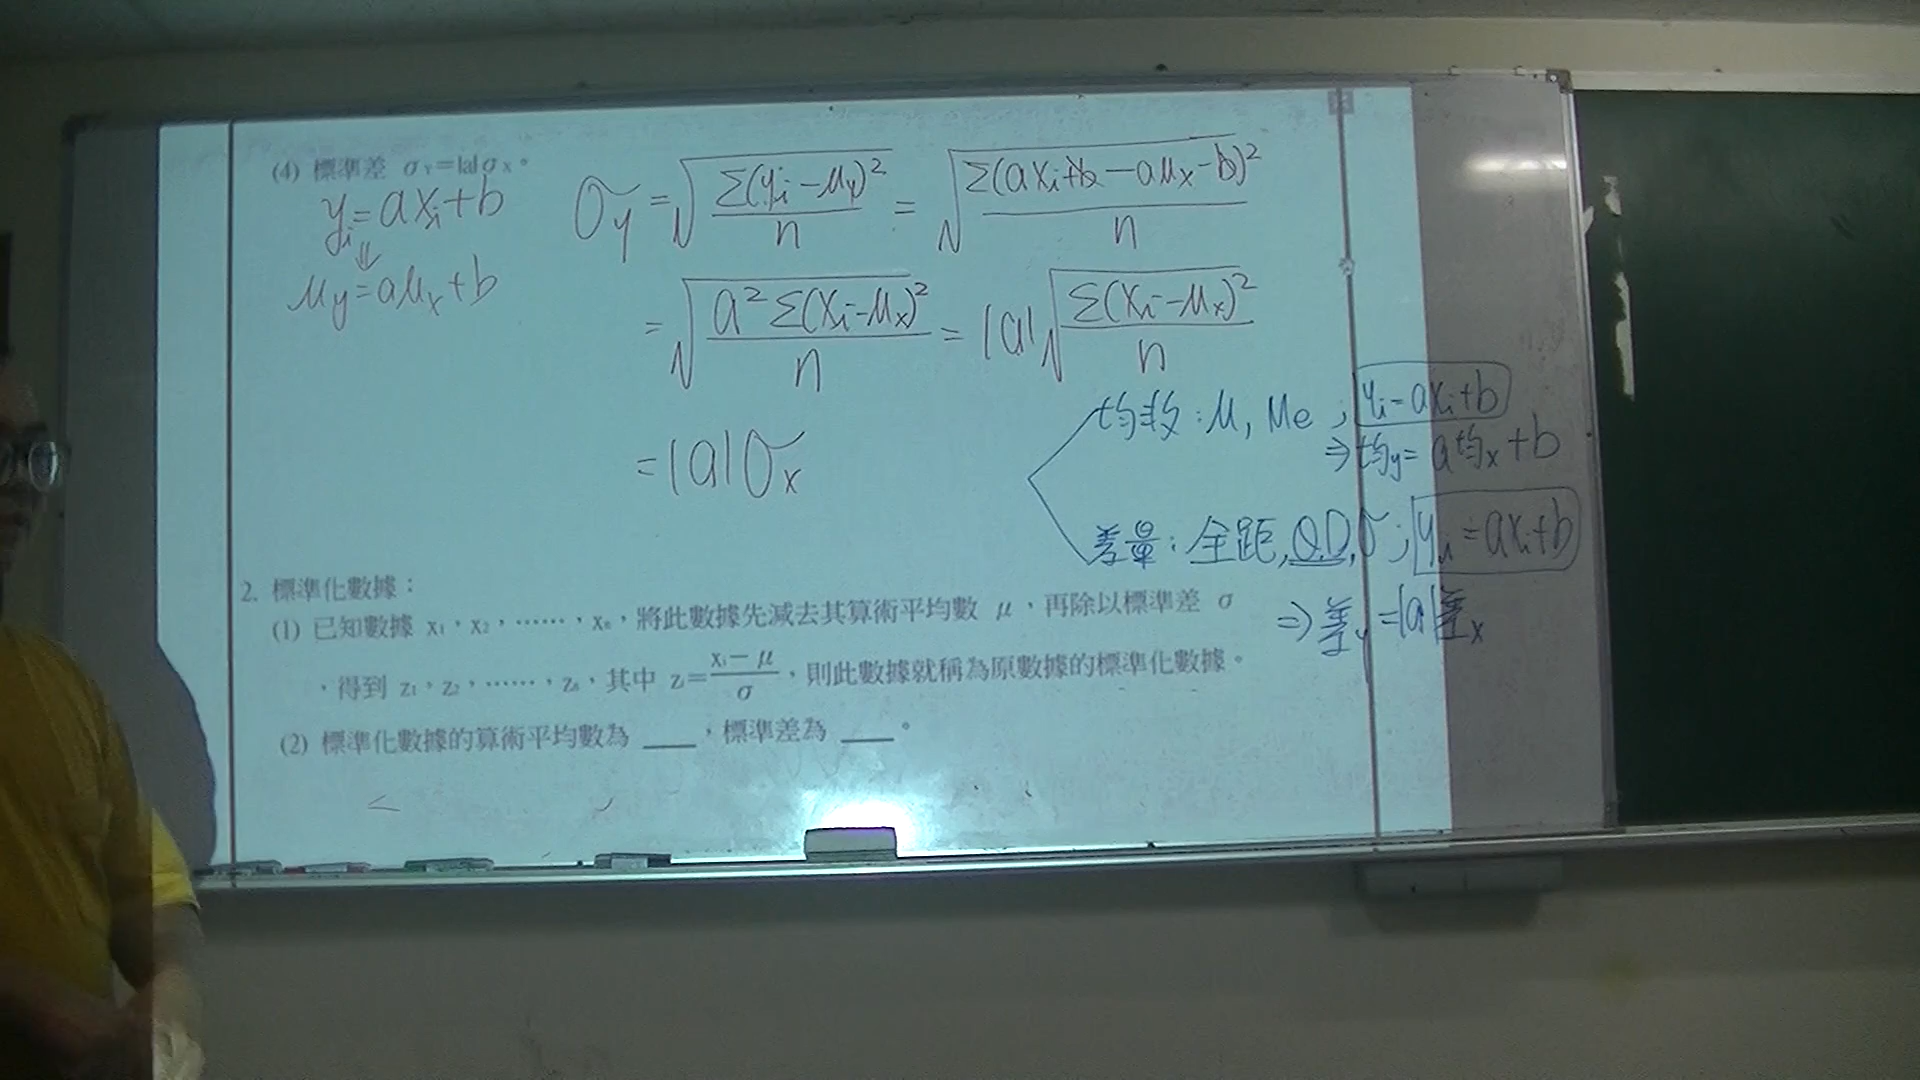 (4) 標準差 σY=|a|σX。
yᵢ=axᵢ+b
⇓
μy=aμx+b
σy=√(Σ(yᵢ-μy)²/n)=√(Σ(axᵢ+b-aμx-b)²/n)
=√(a²Σ(xᵢ-μx)²/n)=|a|√(Σ(xᵢ-μx)²/n)
=|a|σx
均數:μ, Me ; yᵢ=axᵢ+b
⇒均y=a均x+b
差量:全距,Q.D,σ ; yᵢ=axᵢ+b
⇒差y=|a|差x
2. 標準化數據:
(1) 已知數據 x₁,x₂,……,xₙ,將此數據先減去其算術平均數 μ,再除以標準差 σ
,得到 z₁,z₂,……,zₙ,其中 zᵢ=(xᵢ-μ)/σ,則此數據就稱為原數據的標準化數據。
(2) 標準化數據的算術平均數為 ___,標準差為 ___。